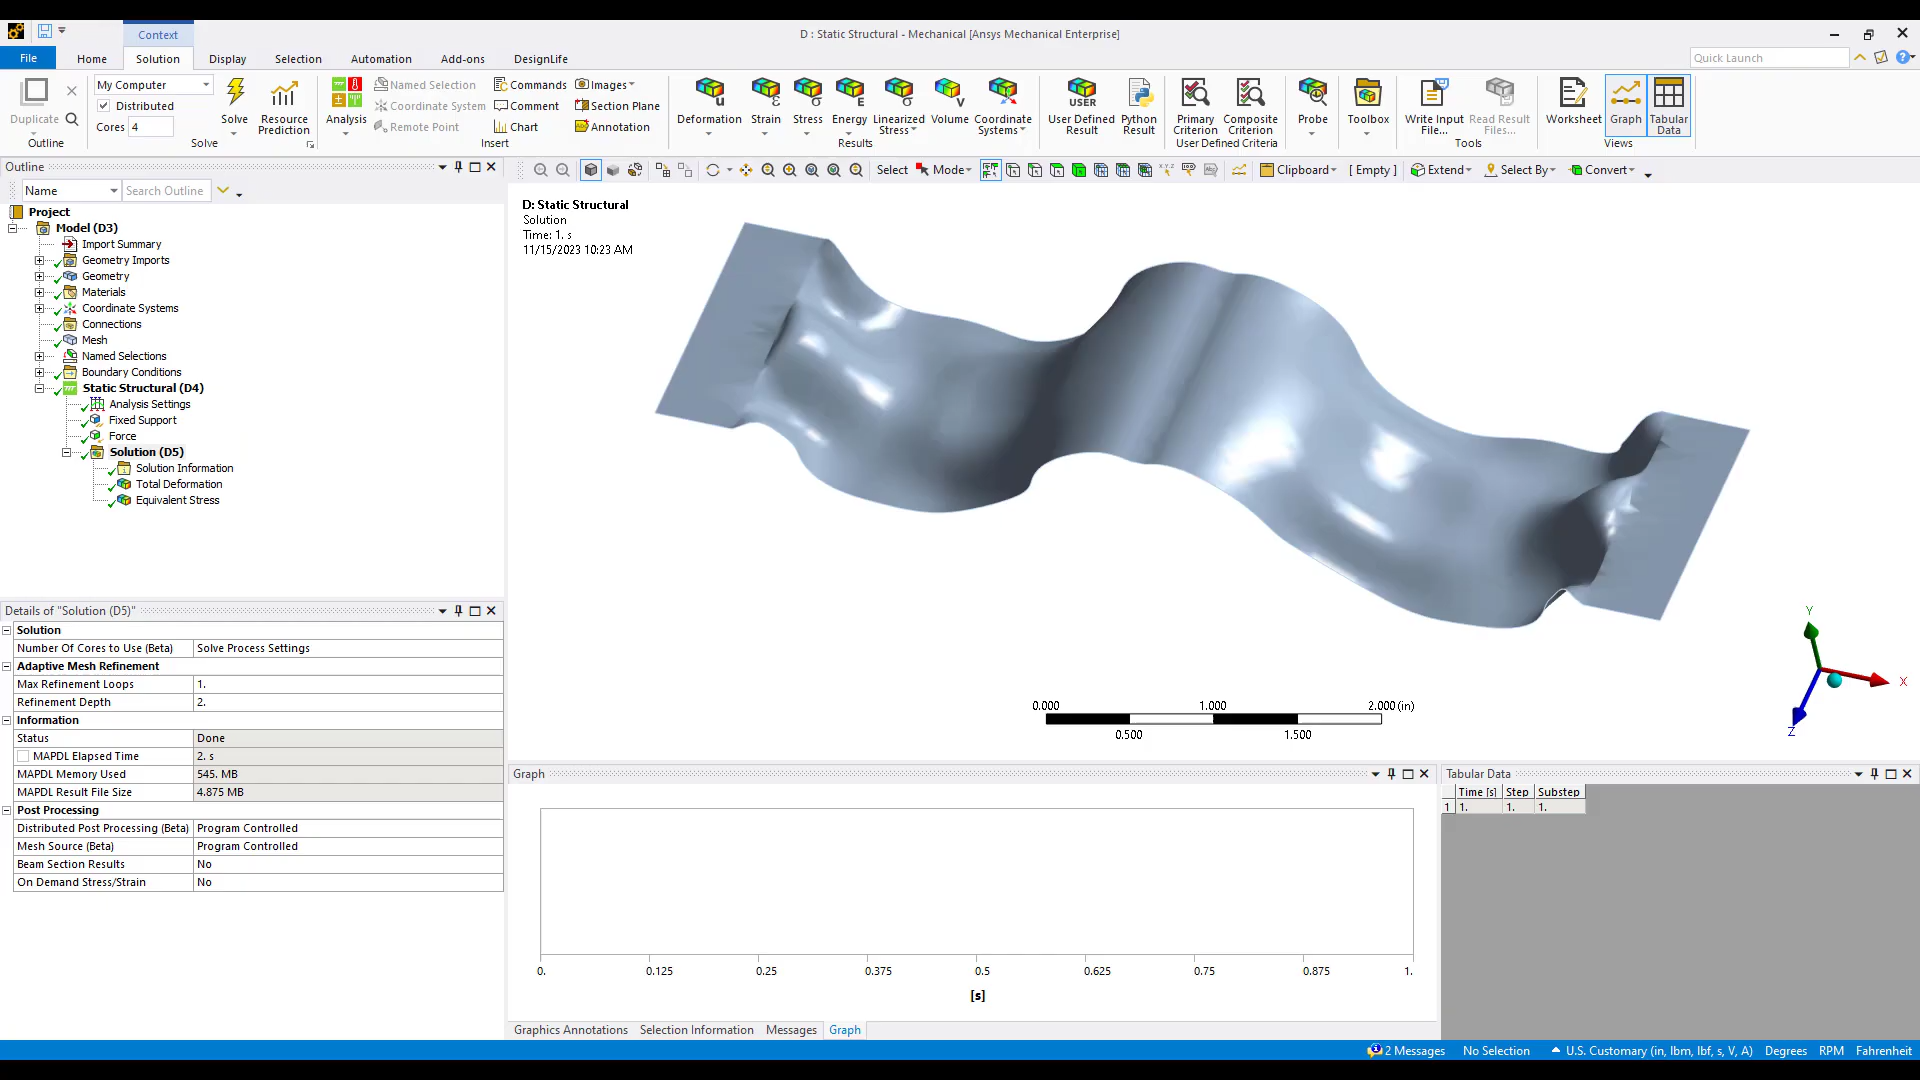 Context
D : Static Structural - Mechanical [Ansys Mechanical Enterprise]
File Home Solution Display Selection Automation Add-ons DesignLife
Quick Launch
Duplicate
Outline
My Computer
Distributed
Cores 4
Solve
Resource Prediction
Solve
Analysis
Named Selection
Coordinate System
Remote Point
Commands
Comment
Chart
Images
Section Plane
Annotation
Insert
Deformation Strain Stress Energy Linearized Stress Volume Coordinate Systems
Results
User Defined Result
Python Result
Primary Criterion
Composite Criterion
User Defined Criteria
Probe
Toolbox
Write Input File...
Read Result Files...
Tools
Worksheet Graph Tabular Data
Views
Outline
Name Search Outline
Project
Model (D3)
Import Summary
Geometry Imports
Geometry
Materials
Coordinate Systems
Connections
Mesh
Named Selections
Boundary Conditions
Static Structural (D4)
Analysis Settings
Fixed Support
Force
Solution (D5)
Solution Information
Total Deformation
Equivalent Stress
Select Mode Clipboard [ Empty ] Extend Select By Convert
D: Static Structural
Solution
Time: 1. s
11/15/2023 10:23 AM
Y
X
Z
0.000 1.000 2.000 (in)
0.500 1.500
Details of "Solution (D5)"
Solution
Number Of Cores to Use (Beta) Solve Process Settings
Adaptive Mesh Refinement
Max Refinement Loops 1.
Refinement Depth 2.
Information
Status Done
MAPDL Elapsed Time 2. s
MAPDL Memory Used 545. MB
MAPDL Result File Size 4.875 MB
Post Processing
Distributed Post Processing (Beta) Program Controlled
Mesh Source (Beta) Program Controlled
Beam Section Results No
On Demand Stress/Strain No
Graph
0. 0.125 0.25 0.375 0.5 0.625 0.75 0.875 1.
[s]
Graphics Annotations Selection Information Messages Graph
Tabular Data
Time [s] Step Substep
1 1. 1. 1.
2 Messages No Selection U.S. Customary (in, lbm, lbf, s, V, A) Degrees RPM Fahrenheit